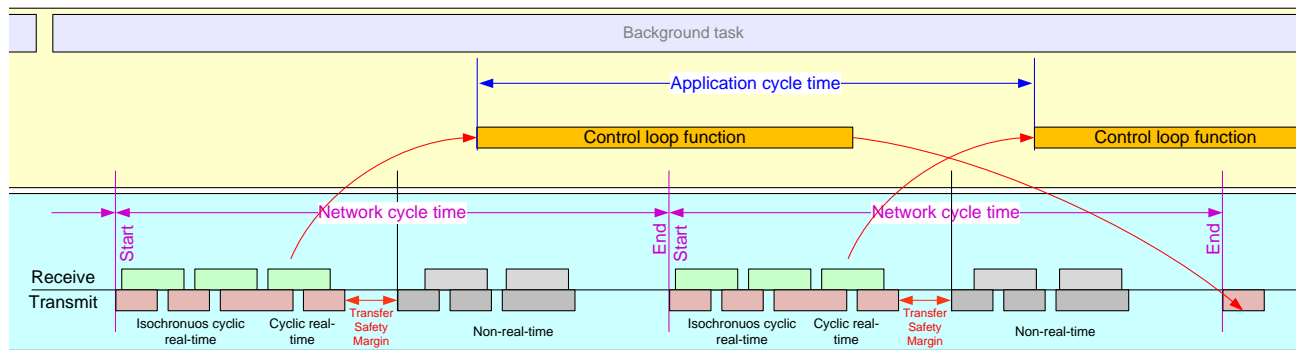 Background task
Application cycle time
Control loop function
Control loop function
Network cycle time
Network cycle time
Start
End
Start
End
Receive
Transmit
Isochronuos cyclic
real-time
Cyclic real-
time
Transfer
Safety
Margin
Non-real-time
Isochronuos cyclic
real-time
Cyclic real-
time
Transfer
Safety
Margin
Non-real-time